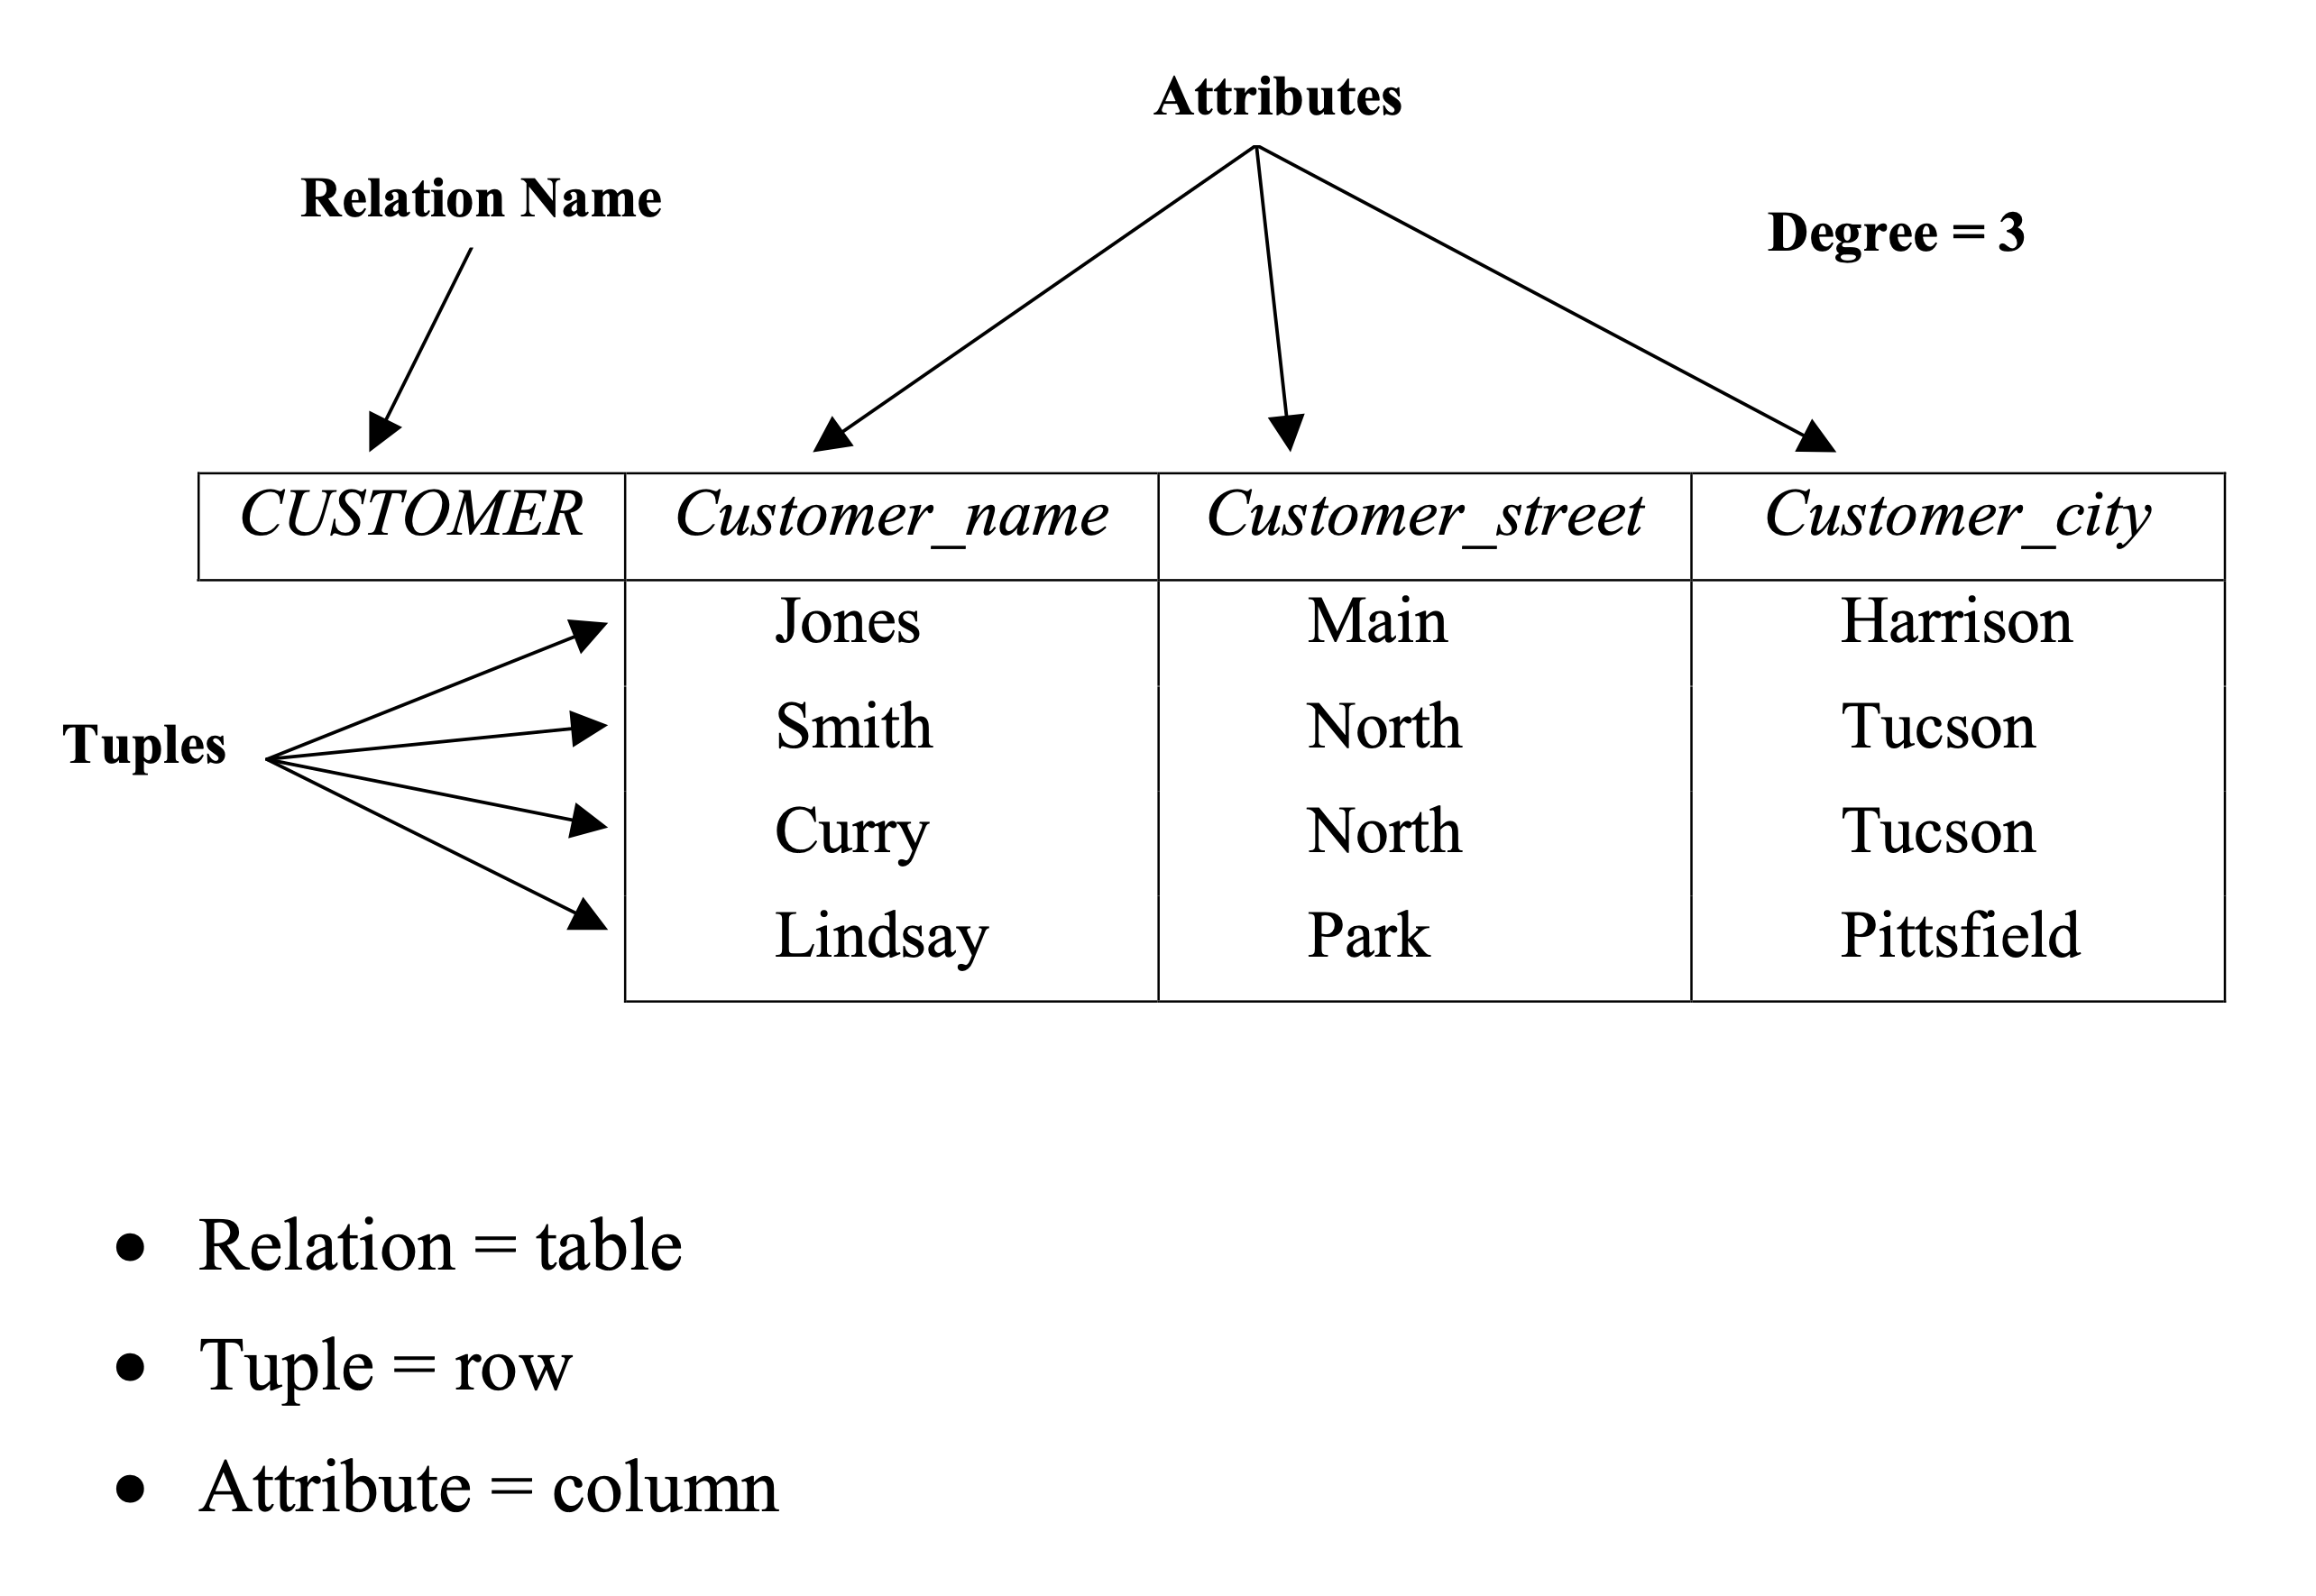 Attributes
Relation Name
Degree = 3
CUSTOMER Customer_name Customer_street Customer_city
Jones Main Harrison
Smith North Tucson
Tuples
Curry North Tucson
Lindsay Park Pittsfield
● Relation = table
● Tuple = row
● Attribute = column